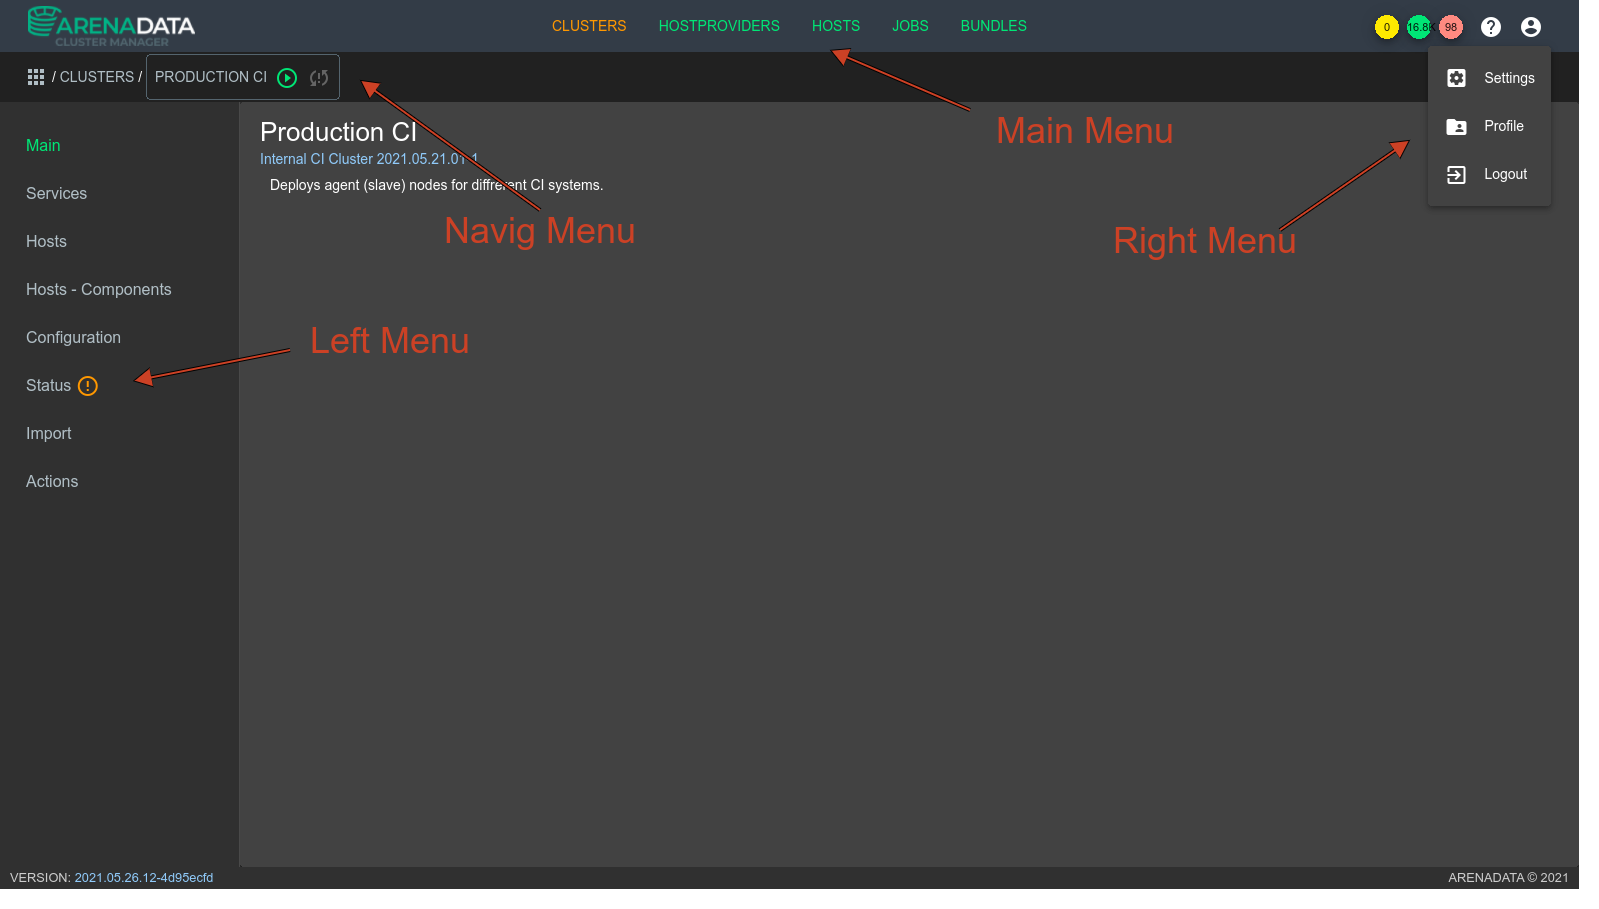 ARENADATA
CLUSTER MANAGER
CLUSTERS HOSTPROVIDERS HOSTS JOBS BUNDLES
0 16.8K 98
/ CLUSTERS / PRODUCTION CI
Settings
Profile
Logout
Main
Services
Hosts
Hosts - Components
Configuration
Status
Import
Actions
Production CI
Internal CI Cluster 2021.05.21.01-1
Deploys agent (slave) nodes for diffrerent CI systems.
Main Menu
Navig Menu
Right Menu
Left Menu
VERSION: 2021.05.26.12-4d95ecfd
ARENADATA © 2021